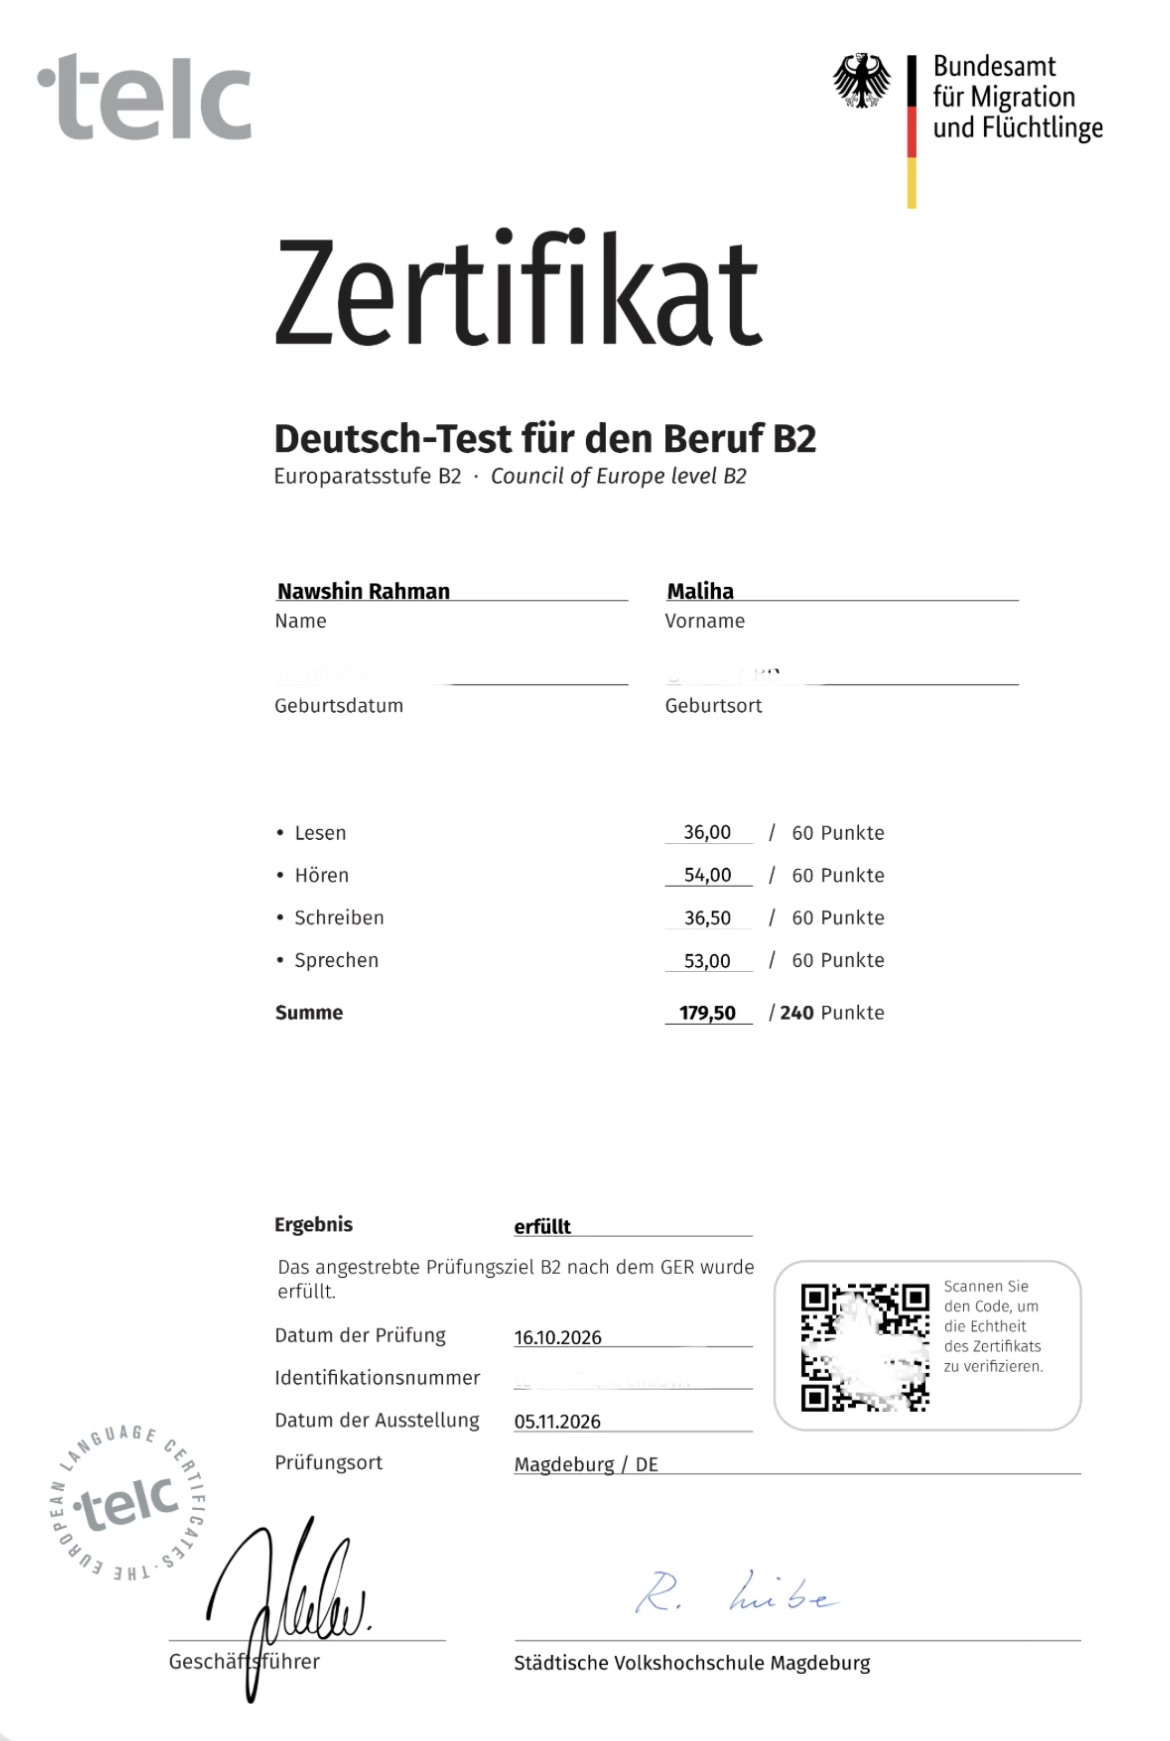 telc
Bundesamt
für Migration
und Flüchtlinge
Zertifikat
Deutsch-Test für den Beruf B2
Europaratsstufe B2 · Council of Europe level B2
Nawshin Rahman Maliha
Name Vorname
Geburtsdatum Geburtsort
• Lesen 36,00 / 60 Punkte
• Hören 54,00 / 60 Punkte
• Schreiben 36,50 / 60 Punkte
• Sprechen 53,00 / 60 Punkte
Summe 179,50 / 240 Punkte
Ergebnis erfüllt
Das angestrebte Prüfungsziel B2 nach dem GER wurde
erfüllt.
Scannen Sie
den Code, um
die Echtheit
des Zertifikats
zu verifizieren.
Datum der Prüfung 16.10.2026
Identifikationsnummer
Datum der Ausstellung 05.11.2026
Prüfungsort Magdeburg / DE
THE EUROPEAN LANGUAGE CERTIFICATES
telc
R.
Geschäftsführer Städtische Volkshochschule Magdeburg